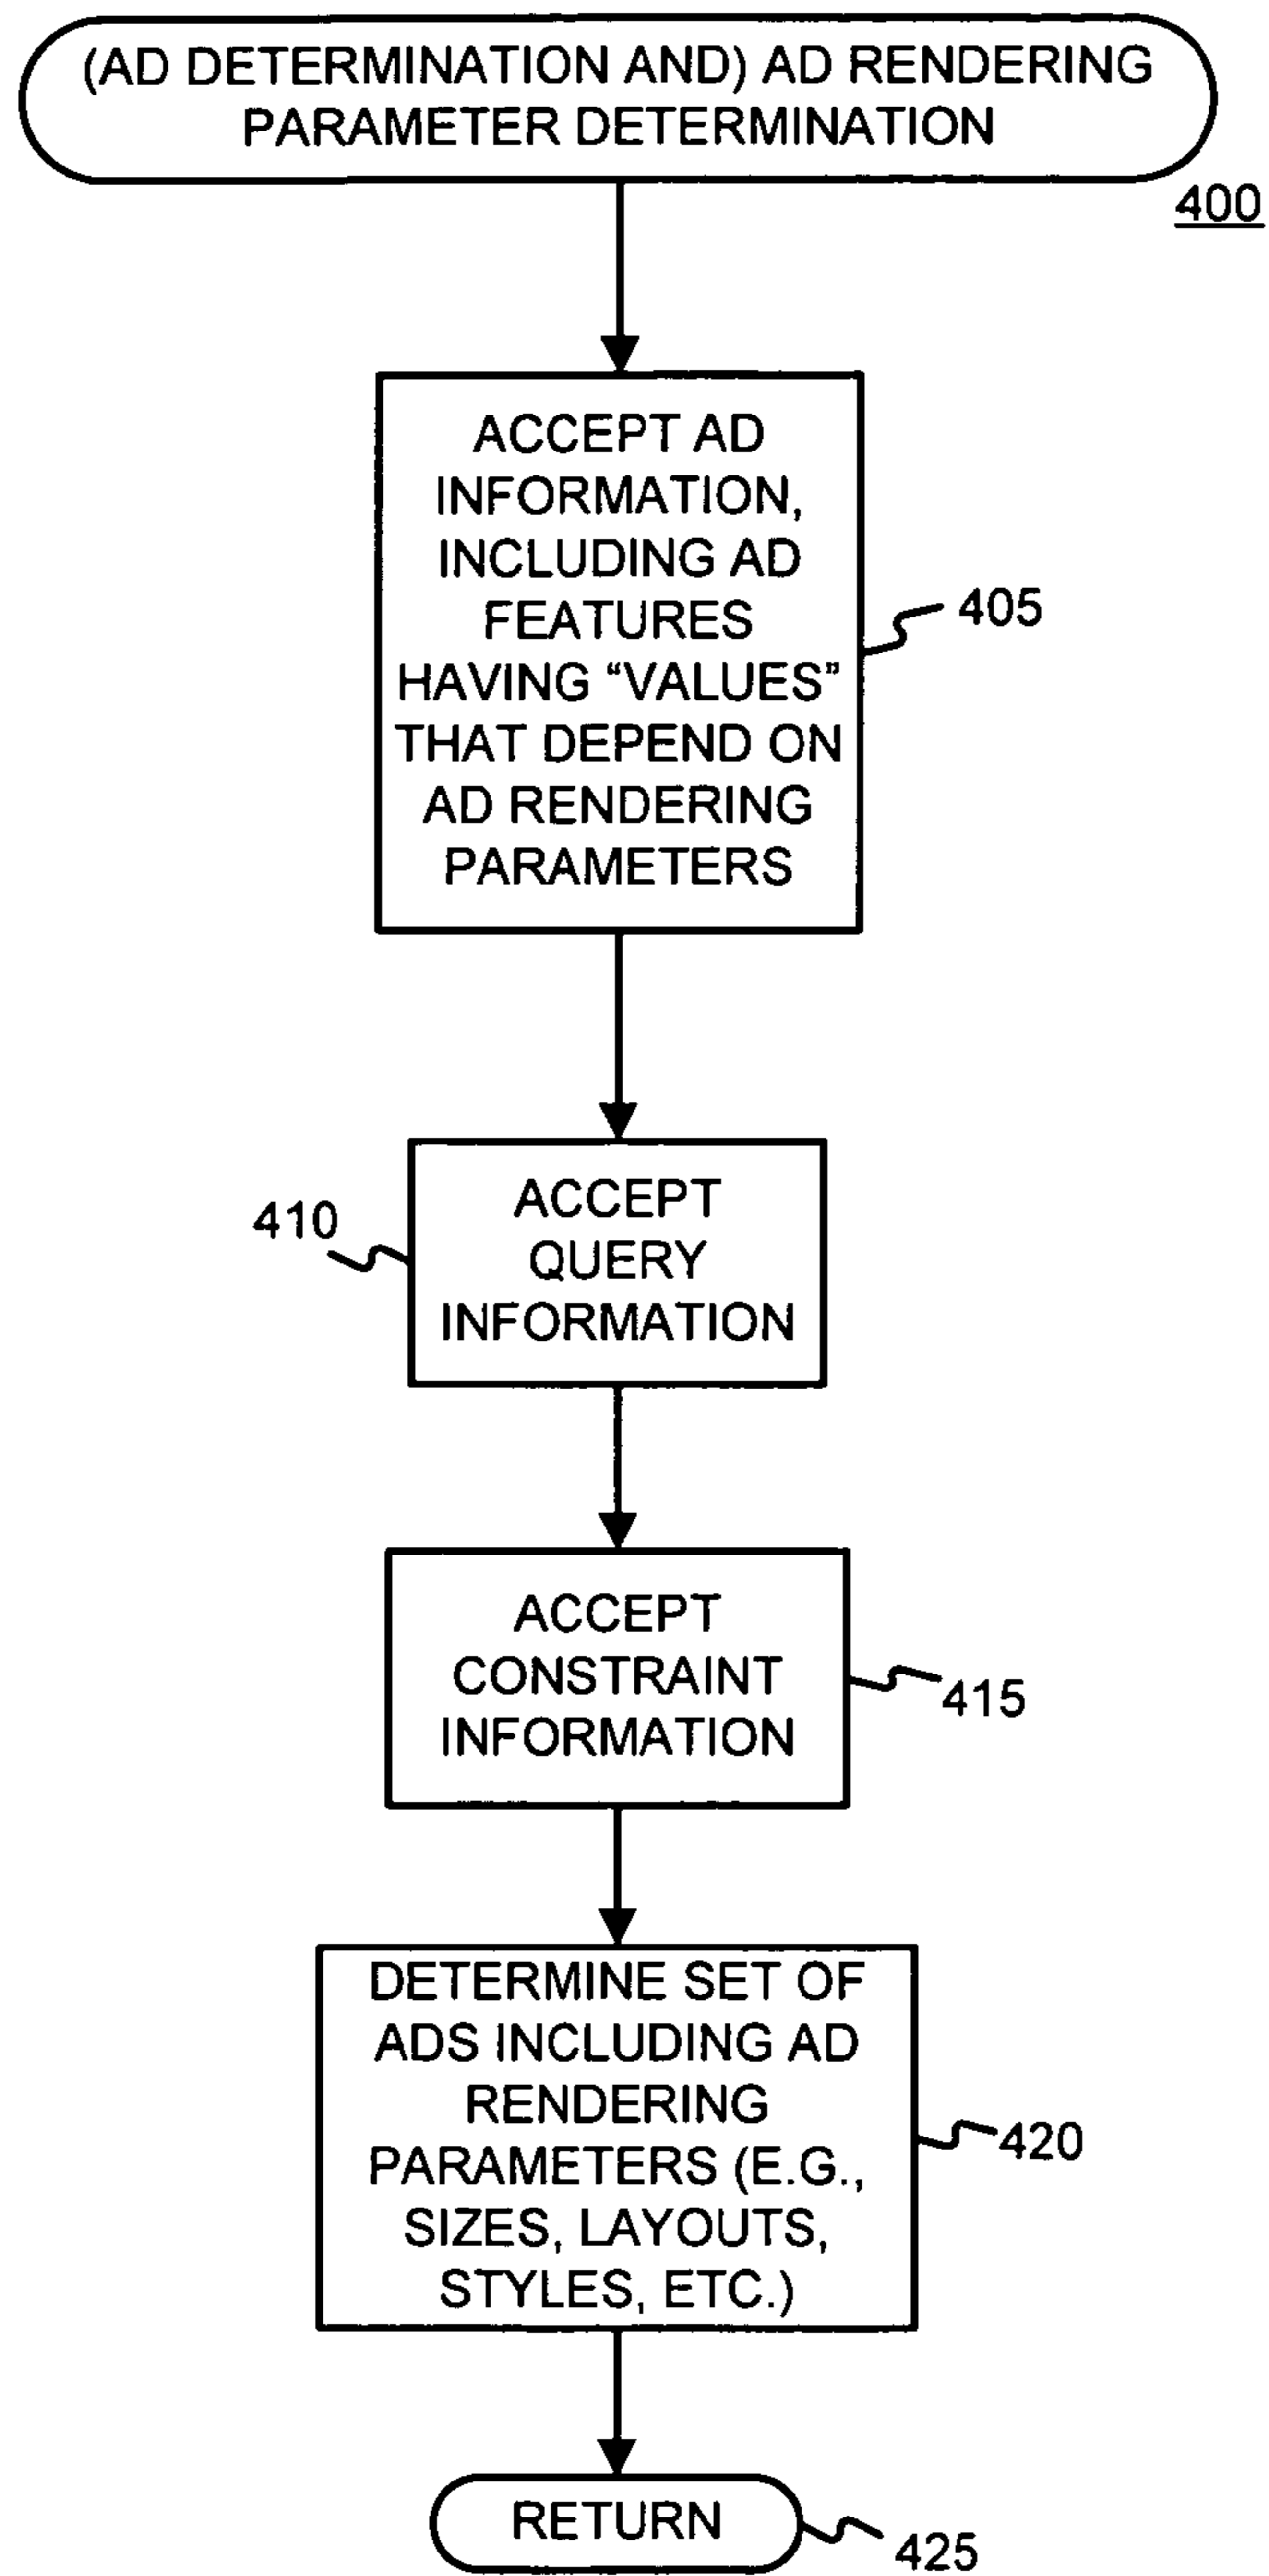 (AD DETERMINATION AND) AD RENDERING
PARAMETER DETERMINATION
400
ACCEPT AD
INFORMATION,
INCLUDING AD
FEATURES
HAVING “VALUES”
THAT DEPEND ON
AD RENDERING
PARAMETERS
405
ACCEPT
QUERY
INFORMATION
410
ACCEPT
CONSTRAINT
INFORMATION
415
DETERMINE SET OF
ADS INCLUDING AD
RENDERING
PARAMETERS (E.G.,
SIZES, LAYOUTS,
STYLES, ETC.)
420
RETURN
425